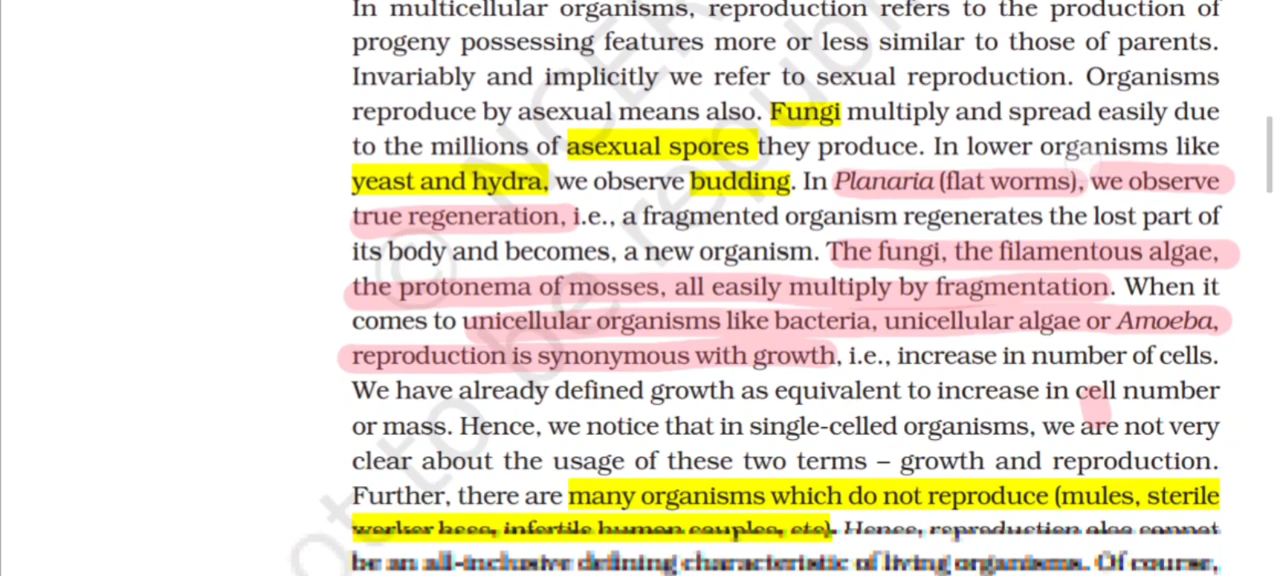 In multicellular organisms, reproduction refers to the production of
progeny possessing features more or less similar to those of parents.
Invariably and implicitly we refer to sexual reproduction. Organisms
reproduce by asexual means also. Fungi multiply and spread easily due
to the millions of asexual spores they produce. In lower organisms like
yeast and hydra, we observe budding. In Planaria (flat worms), we observe
true regeneration, i.e., a fragmented organism regenerates the lost part of
its body and becomes, a new organism. The fungi, the filamentous algae,
the protonema of mosses, all easily multiply by fragmentation. When it
comes to unicellular organisms like bacteria, unicellular algae or Amoeba,
reproduction is synonymous with growth, i.e., increase in number of cells.
We have already defined growth as equivalent to increase in cell number
or mass. Hence, we notice that in single-celled organisms, we are not very
clear about the usage of these two terms – growth and reproduction.
Further, there are many organisms which do not reproduce (mules, sterile
worker bees, infertile human couples, etc). Hence, reproduction also cannot
be an all-inclusive defining characteristic of living organisms. Of course,
© NCER
not to be republ